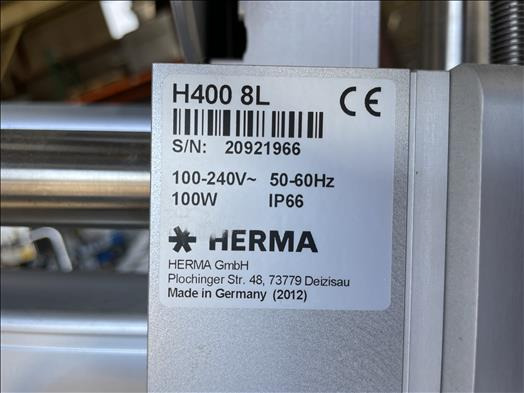 H400 8L
CE
S/N: 20921966
100-240V~ 50-60Hz
100W IP66
HERMA
HERMA GmbH
Plochinger Str. 48, 73779 Deizisau
Made in Germany (2012)